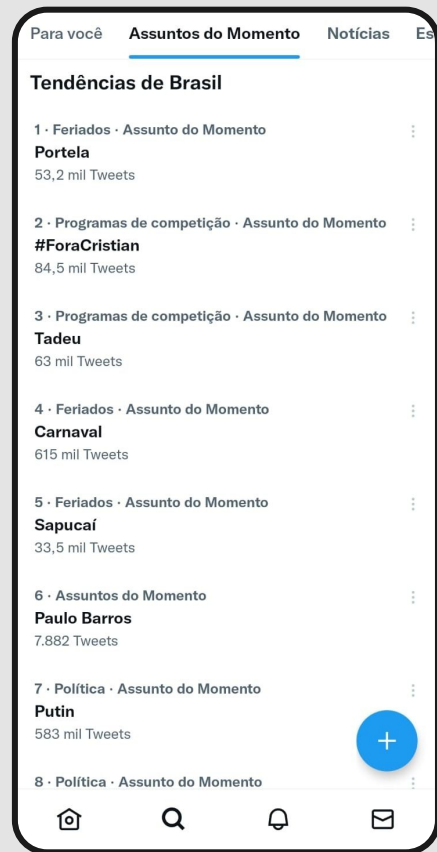 Para você Assuntos do Momento Notícias Es
Tendências de Brasil
1 · Feriados · Assunto do Momento
Portela
53,2 mil Tweets
2 · Programas de competição · Assunto do Momento
#ForaCristian
84,5 mil Tweets
3 · Programas de competição · Assunto do Momento
Tadeu
63 mil Tweets
4 · Feriados · Assunto do Momento
Carnaval
615 mil Tweets
5 · Feriados · Assunto do Momento
Sapucaí
33,5 mil Tweets
6 · Assuntos do Momento
Paulo Barros
7.882 Tweets
7 · Política · Assunto do Momento
Putin
583 mil Tweets
8 · Política · Assunto do Momento